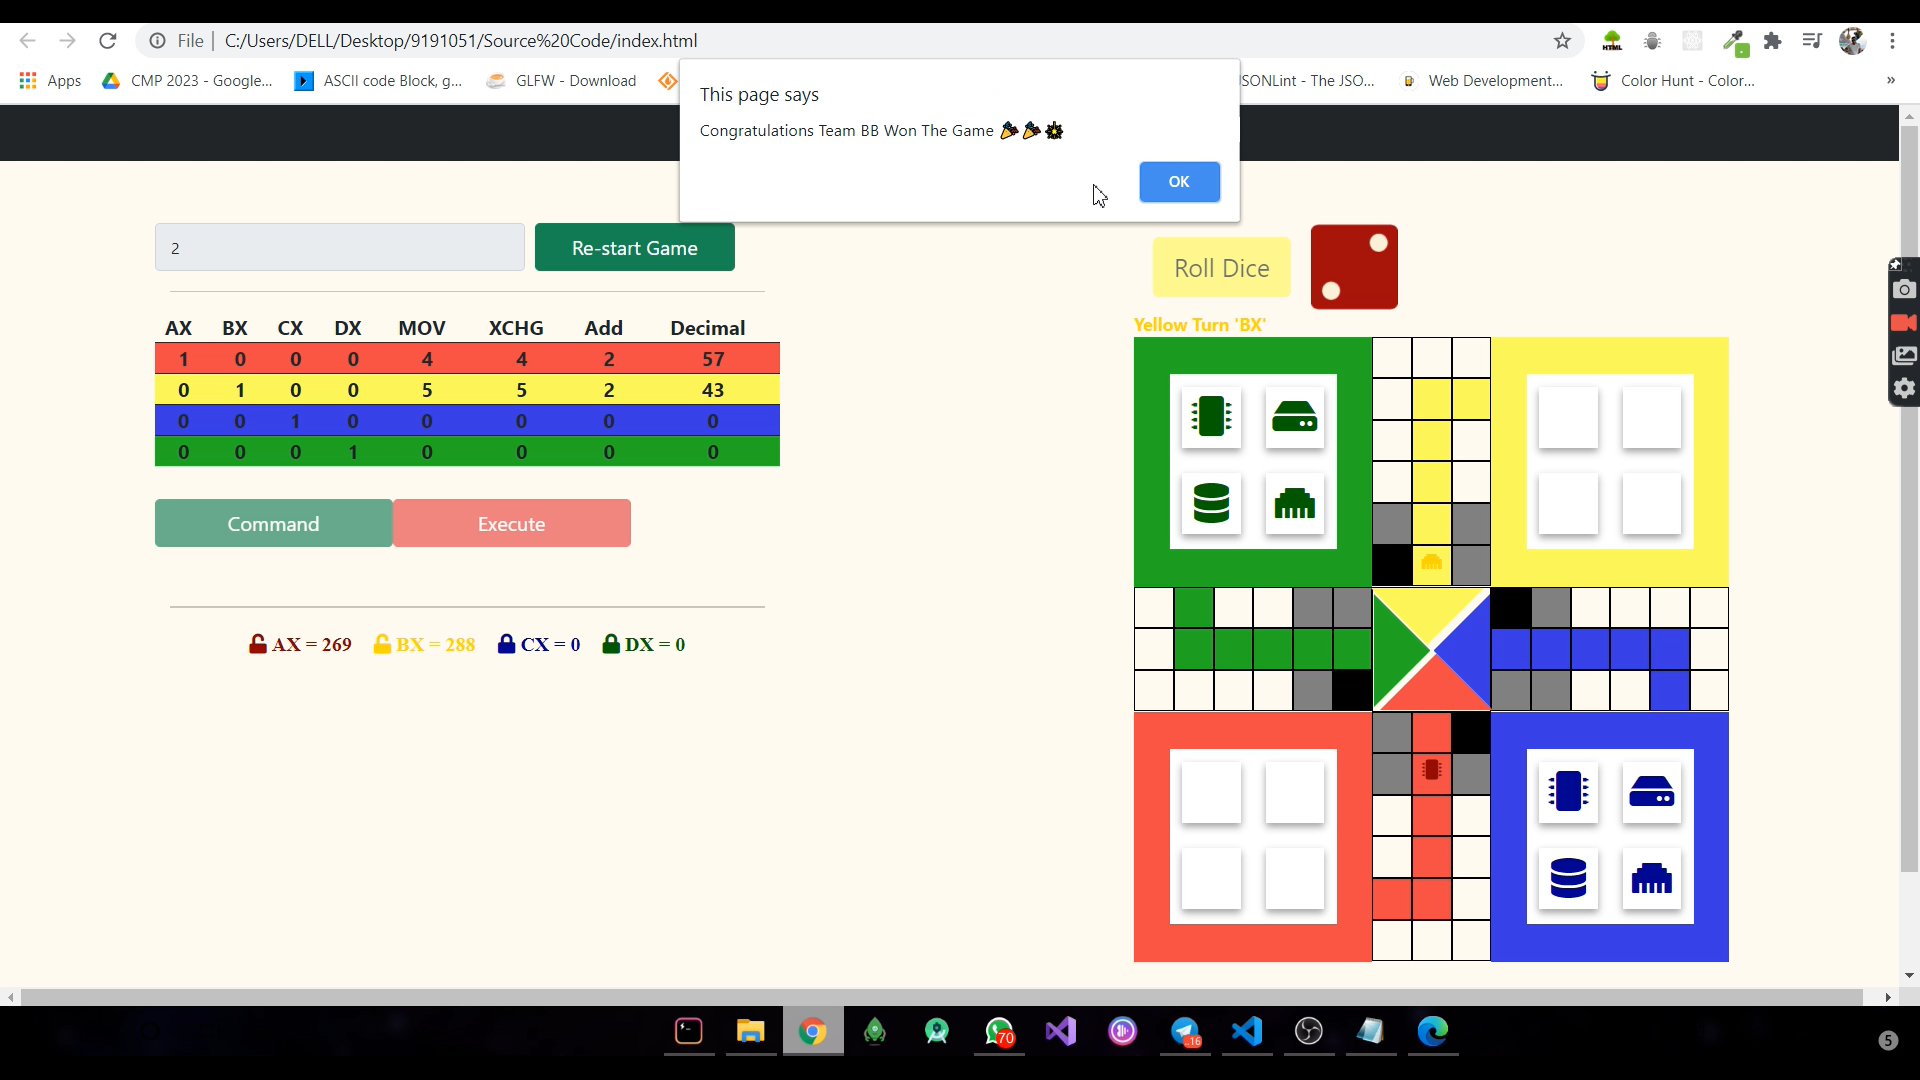 File
C:/Users/DELL/Desktop/9191051/Source%20Code/index.html
HTML
Apps
CMP 2023 - Google...
ASCII code Block, g...
GLFW - Download
SONLint - The JSO...
Web Development...
Color Hunt - Color...
»
This page says
Congratulations Team BB Won The Game 🎉🎉✺
OK
2
Re-start Game
Roll Dice
AX BX CX DX MOV XCHG Add Decimal
1 0 0 0 4 4 2 57
0 1 0 0 5 5 2 43
0 0 1 0 0 0 0 0
0 0 0 1 0 0 0 0
Yellow Turn 'BX'
Command
Execute
AX = 269 BX = 288 CX = 0 DX = 0
70
16
5